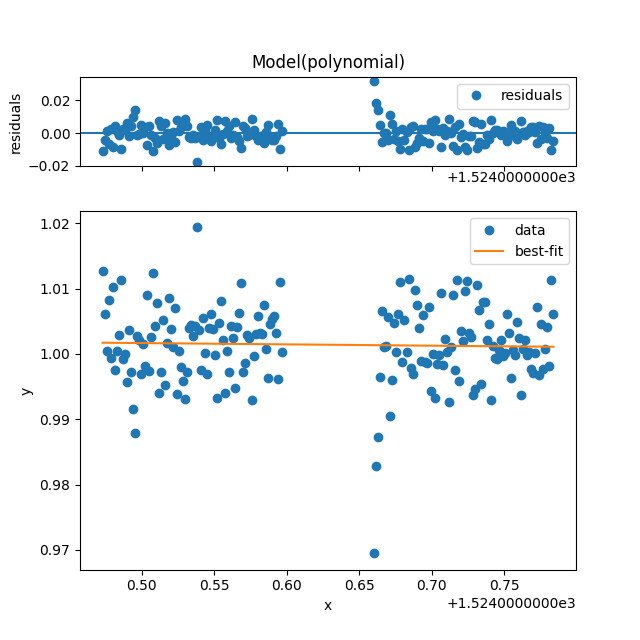 Model(polynomial)
residuals
0.02
0.00
−0.02
residuals
+1.5240000000e3
y
1.02
1.01
1.00
0.99
0.98
0.97
data
best-fit
0.50 0.55 0.60 0.65 0.70 0.75
x
+1.5240000000e3